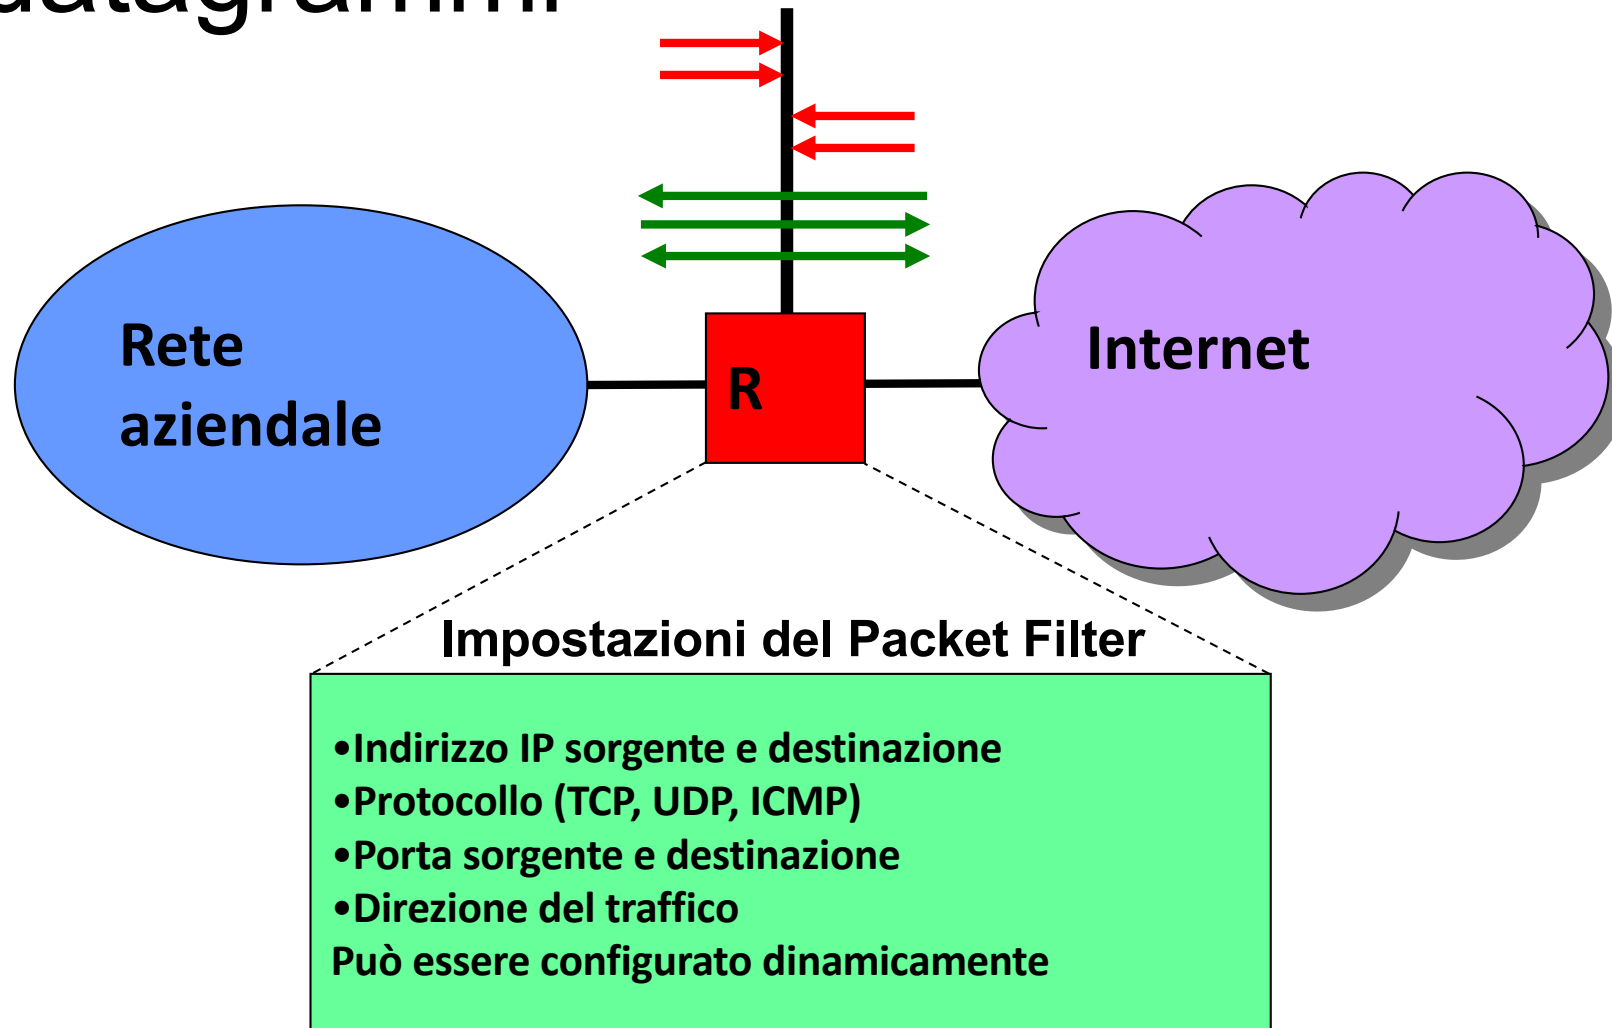 datagrammi
Rete
aziendale
R
Internet
Impostazioni del Packet Filter
•Indirizzo IP sorgente e destinazione
•Protocollo (TCP, UDP, ICMP)
•Porta sorgente e destinazione
•Direzione del traffico
Può essere configurato dinamicamente